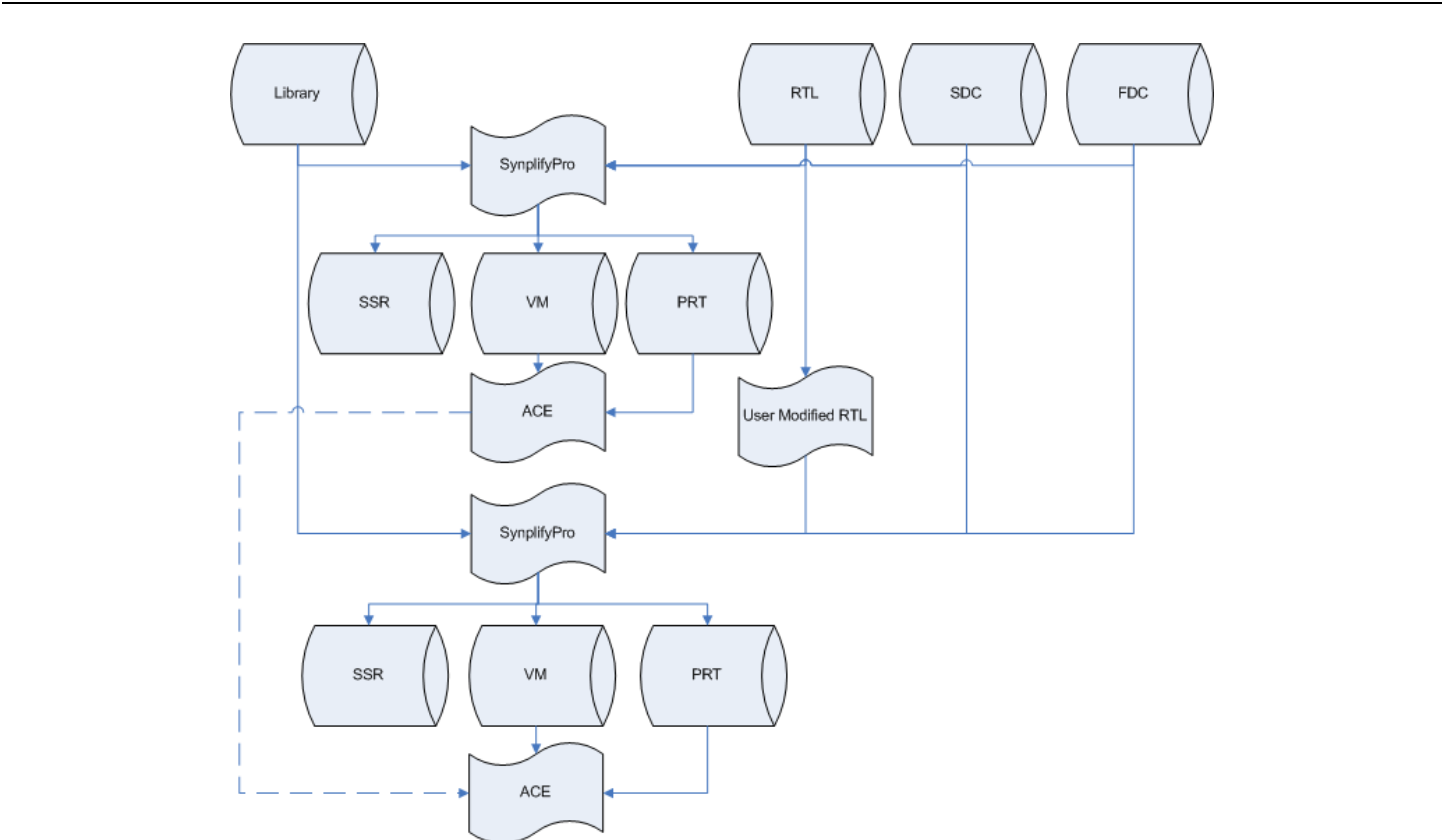 Library
RTL
SDC
FDC
SynplifyPro
SSR
VM
PRT
ACE
User Modified RTL
SynplifyPro
SSR
VM
PRT
ACE